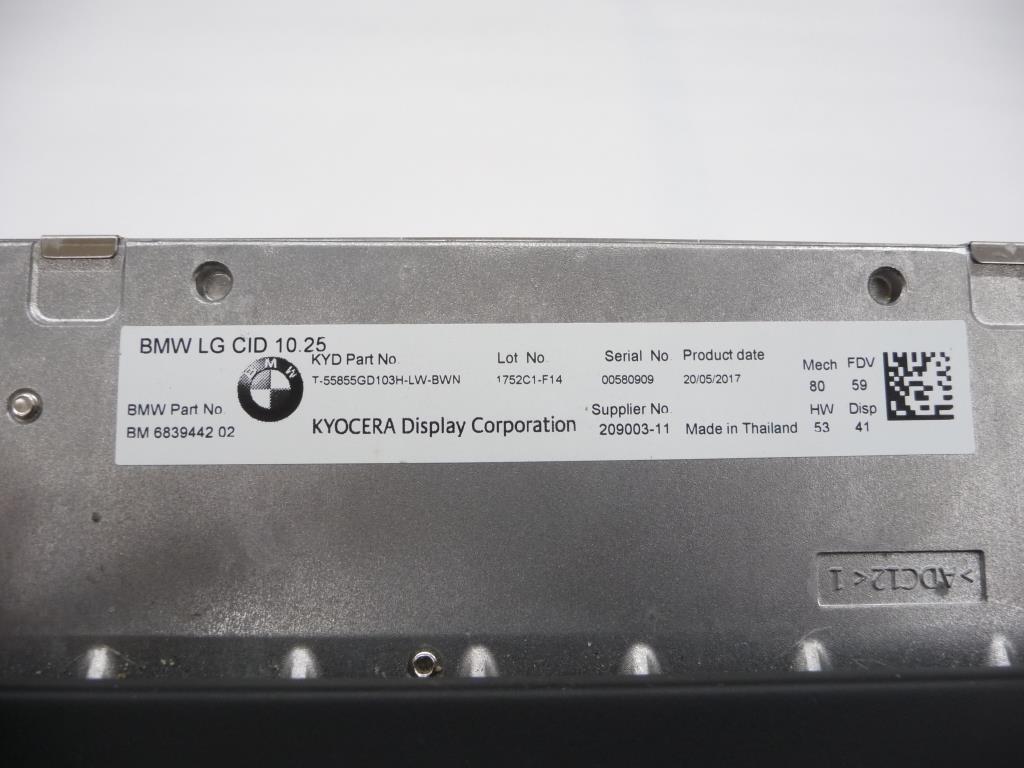 BMW LG CID 10.25
BMW
KYD Part No.
T-55855GD103H-LW-BWN
Lot No.
1752C1-F14
Serial No.
00580909
Product date
20/05/2017
Mech FDV
80 59
BMW Part No.
BM 6839442 02
KYOCERA Display Corporation
Supplier No.
209003-11
Made in Thailand
HW Disp
53 41
>ADC12<1